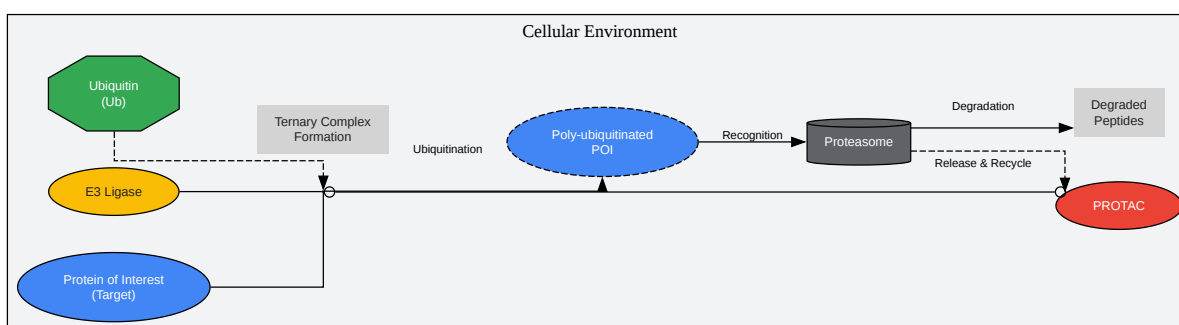 Cellular Environment
Ubiquitin
(Ub)
Ternary Complex
Formation
Ubiquitination
Poly-ubiquitinated
POI
Recognition
Proteasome
Degradation
Degraded
Peptides
Release & Recycle
E3 Ligase
PROTAC
Protein of Interest
(Target)